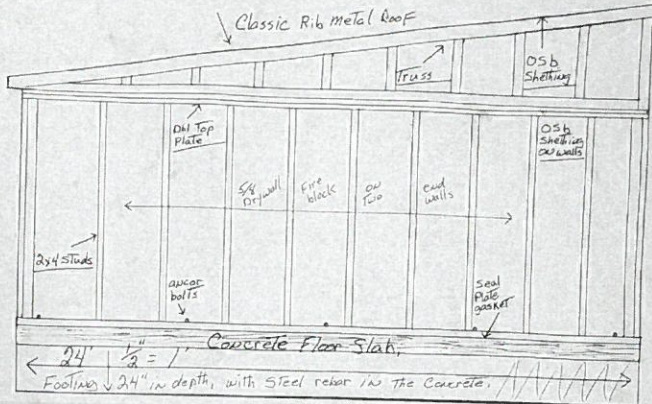 Classic Rib metal Roof
Truss
OSb
Shething
Dbl Top
Plate
OSb
Shething
on walls
5/8
Drywall
Fire
block
on
Two
end
walls
2x4 Studs
ancor
bolts
Seal
Plate
gasket
Concrete Floor Slab,
24' 1/2" = 1'
Footing 24" in depth, with Steel rebar in The Concrete.